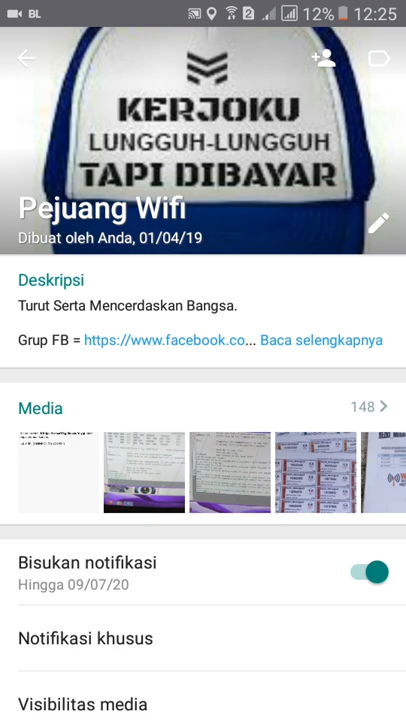 BL
2
12%
12:25
KERJOKU
LUNGGUH-LUNGGUH
TAPI DIBAYAR
Pejuang Wifi
Dibuat oleh Anda, 01/04/19
Deskripsi
Turut Serta Mencerdaskan Bangsa.
Grup FB = https://www.facebook.co... Baca selengkapnya
Media
148
Bisukan notifikasi
Hingga 09/07/20
Notifikasi khusus
Visibilitas media